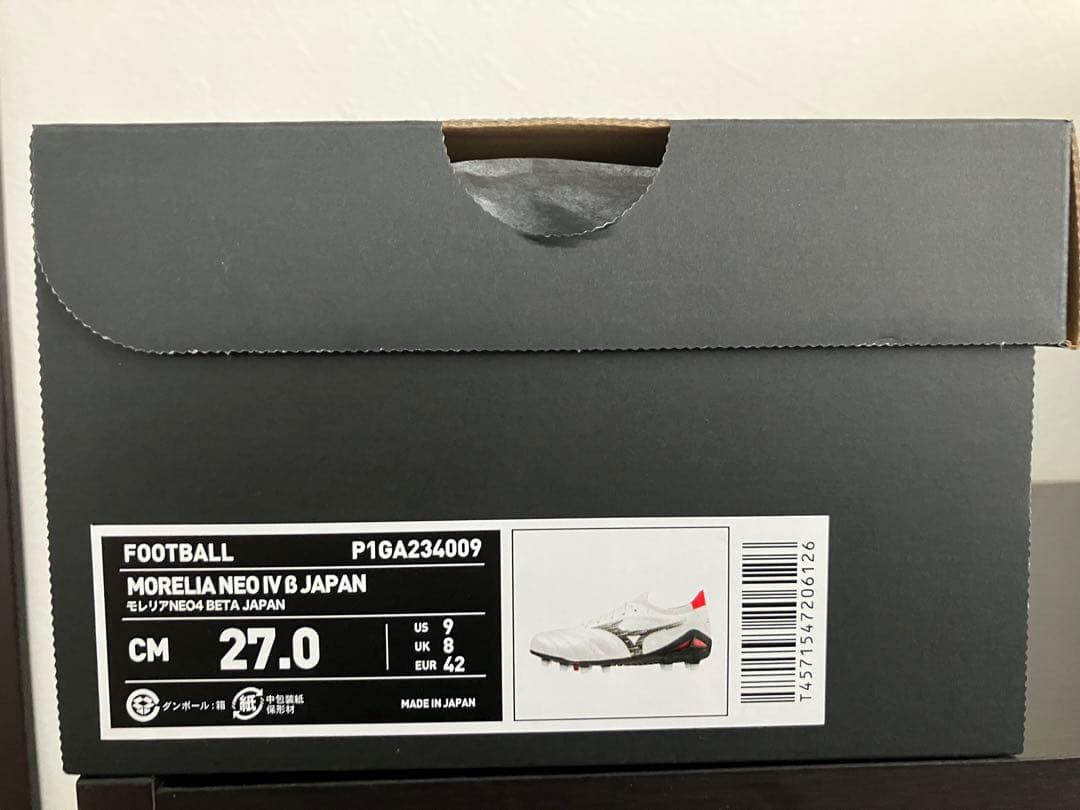 FOOTBALL P1GA234009
MORELIA NEO IV β JAPAN
モレリアNEO4 BETA JAPAN
CM 27.0
US 9
UK 8
EUR 42
ダンボール:箱
紙 中包装紙
保形材
MADE IN JAPAN
T4571547206126